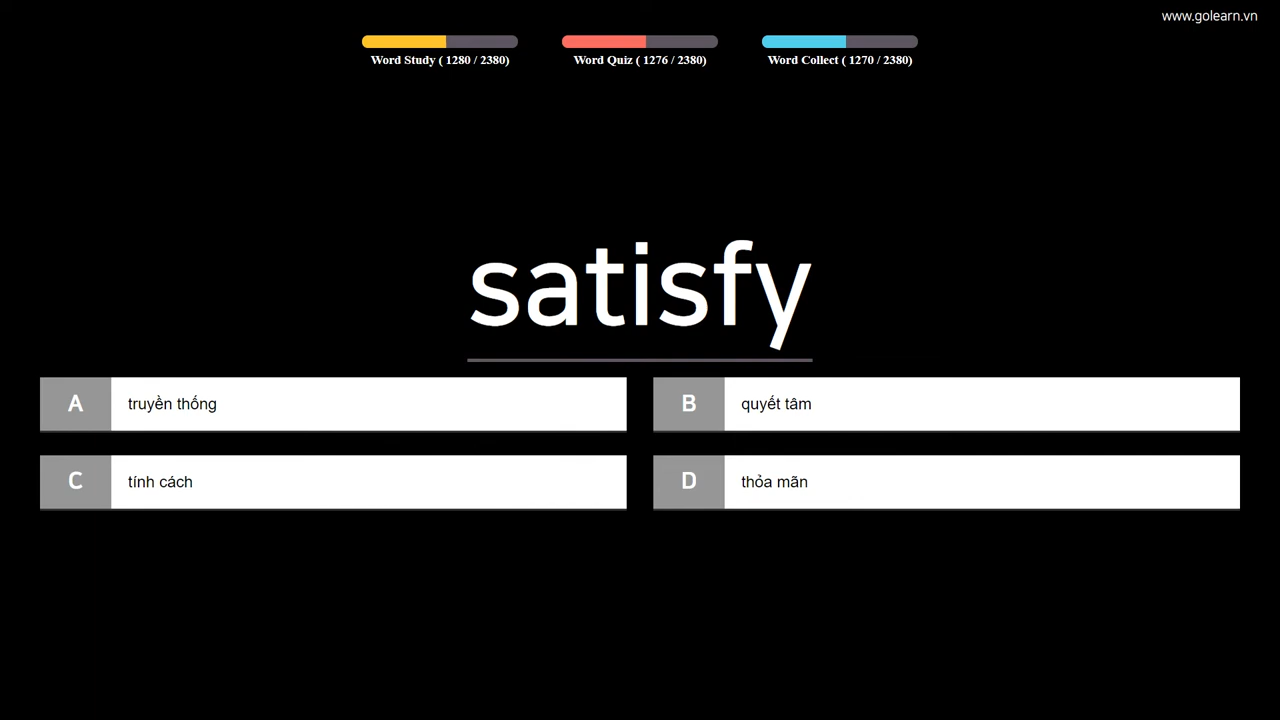 www.golearn.vn
Word Study ( 1280 / 2380)
Word Quiz ( 1276 / 2380)
Word Collect ( 1270 / 2380)
satisfy
A truyền thống
B quyết tâm
C tính cách
D thỏa mãn